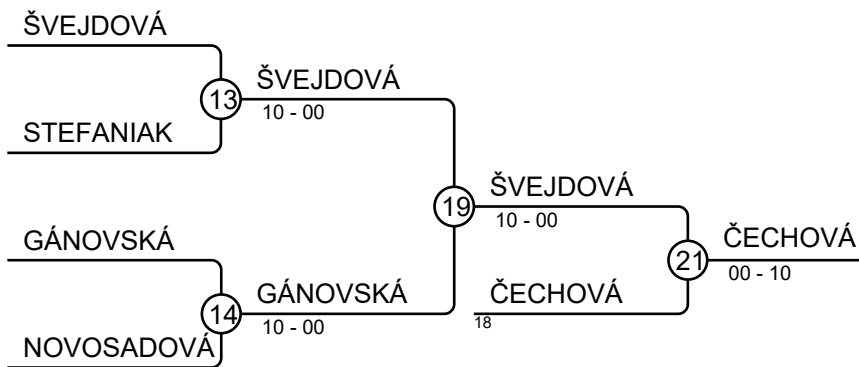 ŠVEJDOVÁ
13
ŠVEJDOVÁ
10 - 00
STEFANIAK
19
ŠVEJDOVÁ
10 - 00
GÁNOVSKÁ
21
ČECHOVÁ
00 - 10
14
GÁNOVSKÁ
10 - 00
ČECHOVÁ
18
NOVOSADOVÁ